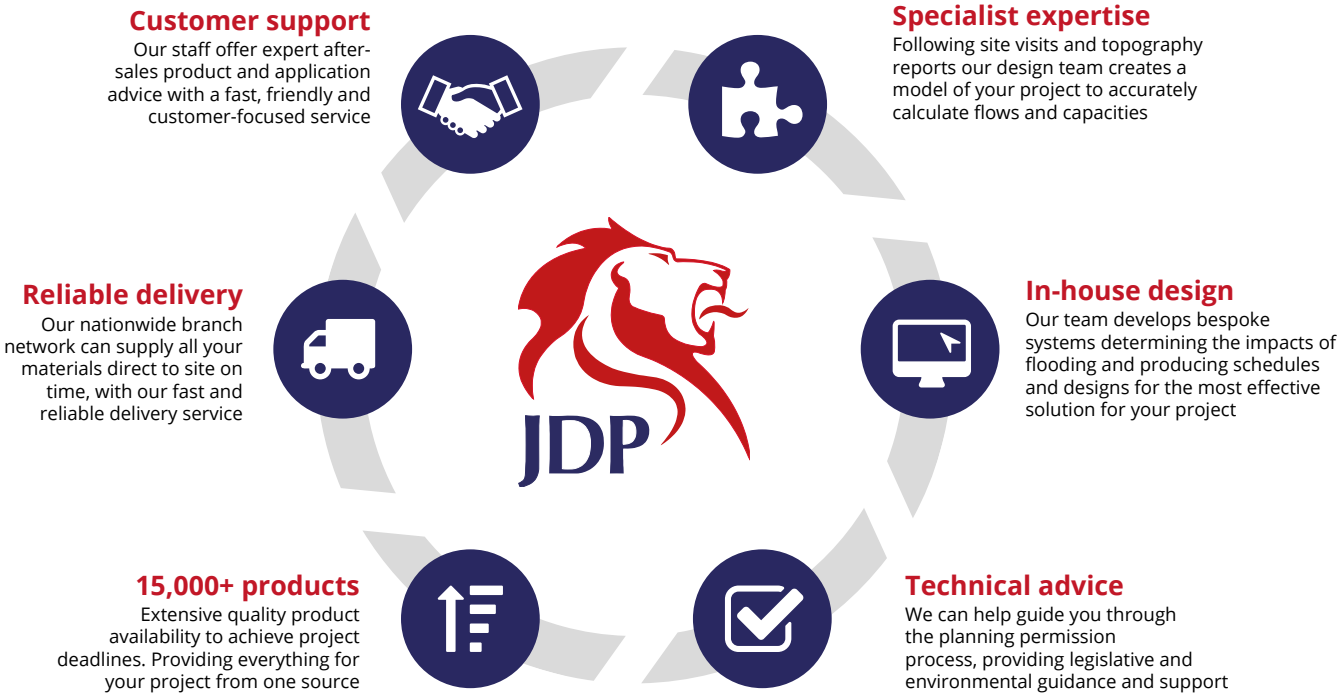 Customer support
Our staff offer expert after-
sales product and application
advice with a fast, friendly and
customer-focused service
Specialist expertise
Following site visits and topography
reports our design team creates a
model of your project to accurately
calculate flows and capacities
Reliable delivery
Our nationwide branch
network can supply all your
materials direct to site on
time, with our fast and
reliable delivery service
JDP
In-house design
Our team develops bespoke
systems determining the impacts of
flooding and producing schedules
and designs for the most effective
solution for your project
15,000+ products
Extensive quality product
availability to achieve project
deadlines. Providing everything for
your project from one source
Technical advice
We can help guide you through
the planning permission
process, providing legislative and
environmental guidance and support